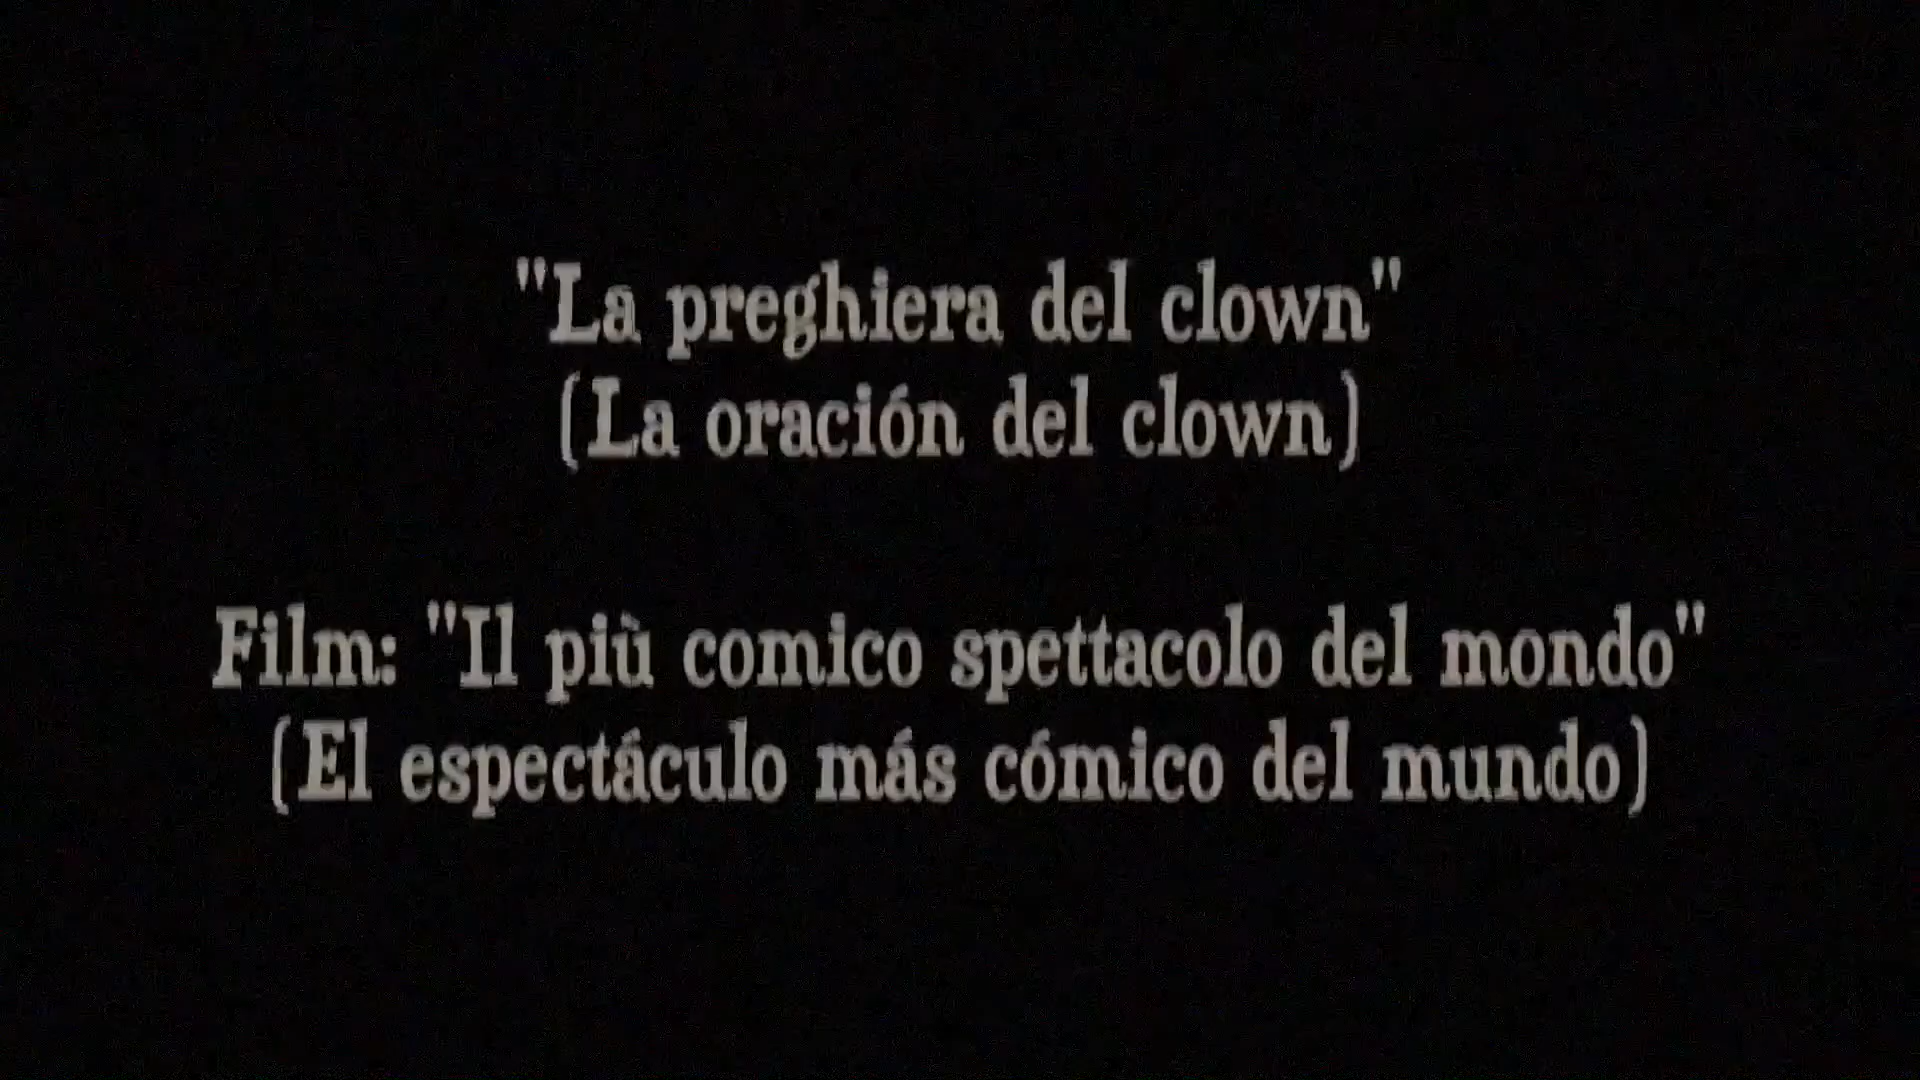 "La preghiera del clown"
(La oración del clown)
Film: "Il più comico spettacolo del mondo"
(El espectáculo más cómico del mundo)